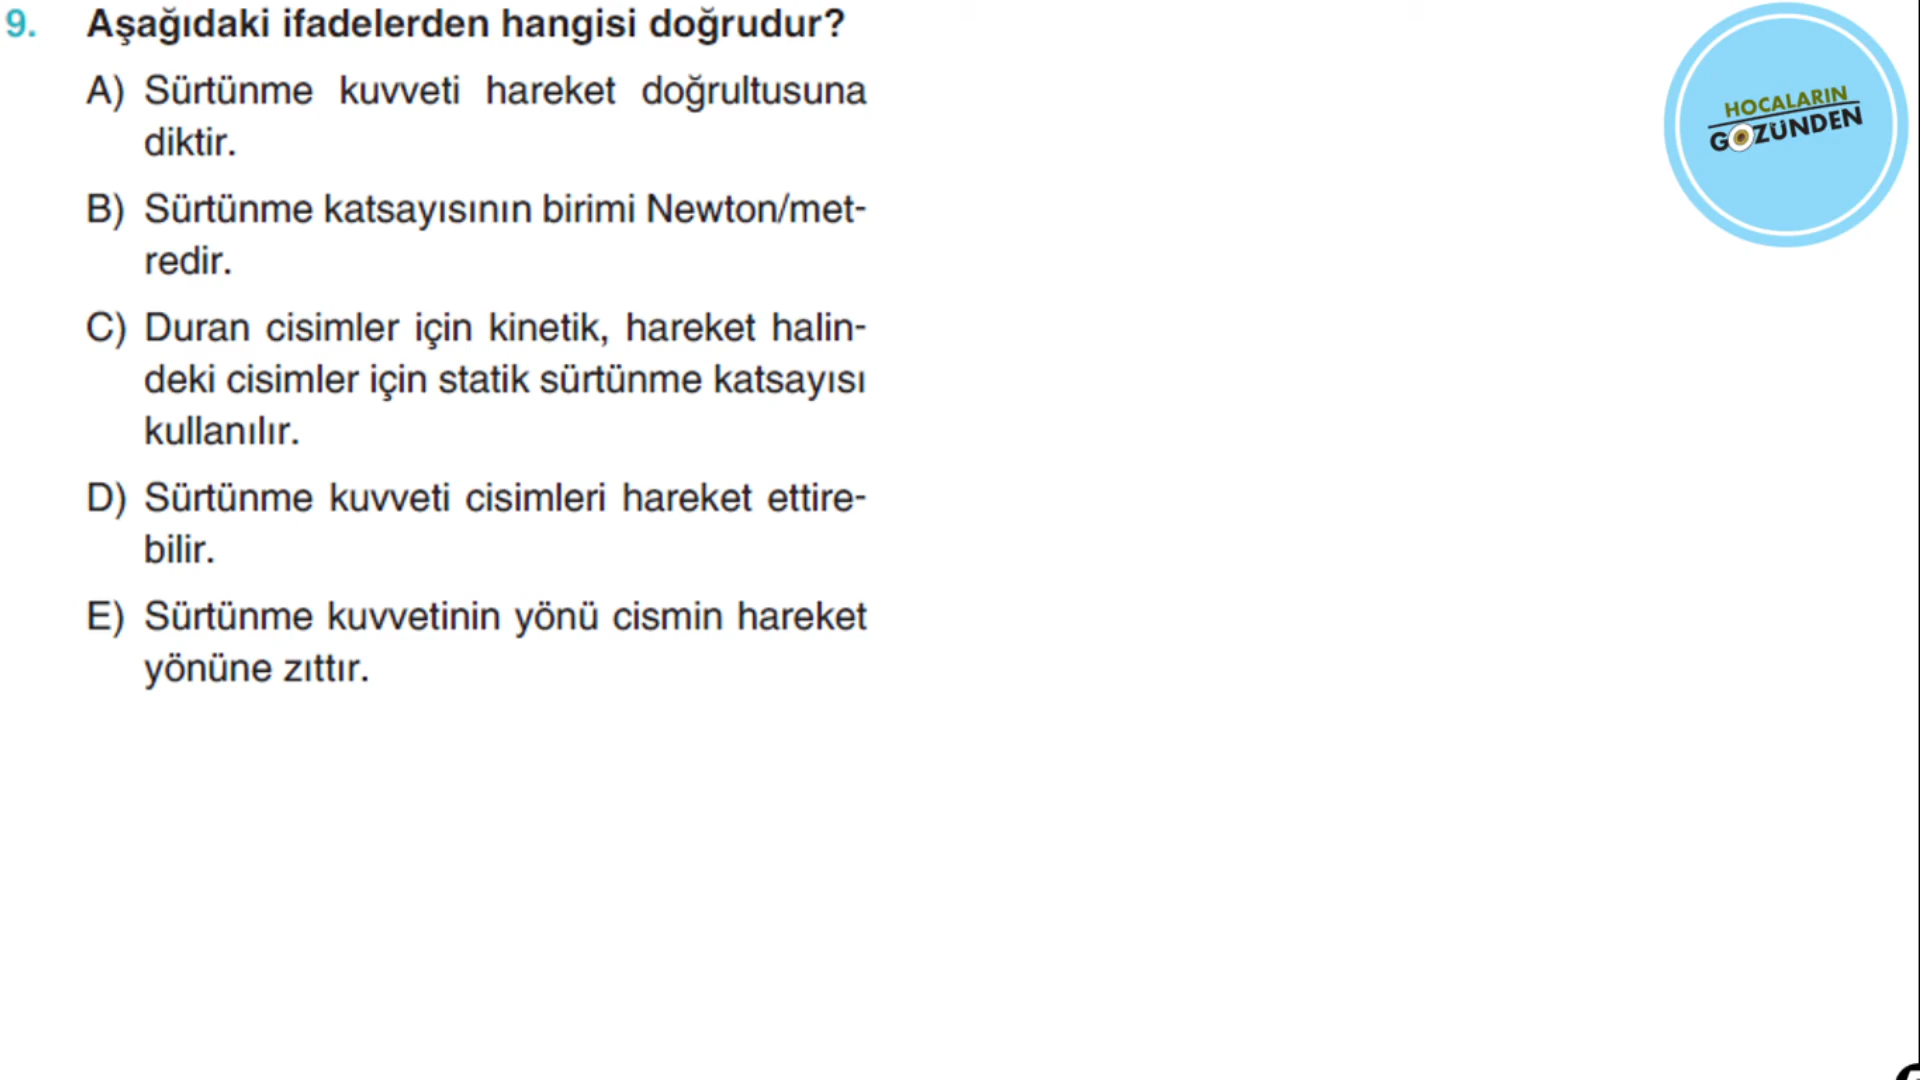 9. Aşağıdaki ifadelerden hangisi doğrudur?
A) Sürtünme kuvveti hareket doğrultusuna
diktir.
B) Sürtünme katsayısının birimi Newton/met-
redir.
C) Duran cisimler için kinetik, hareket halin-
deki cisimler için statik sürtünme katsayısı
kullanılır.
D) Sürtünme kuvveti cisimleri hareket ettire-
bilir.
E) Sürtünme kuvvetinin yönü cismin hareket
yönüne zıttır.
HOCALARIN
GÖZÜNDEN